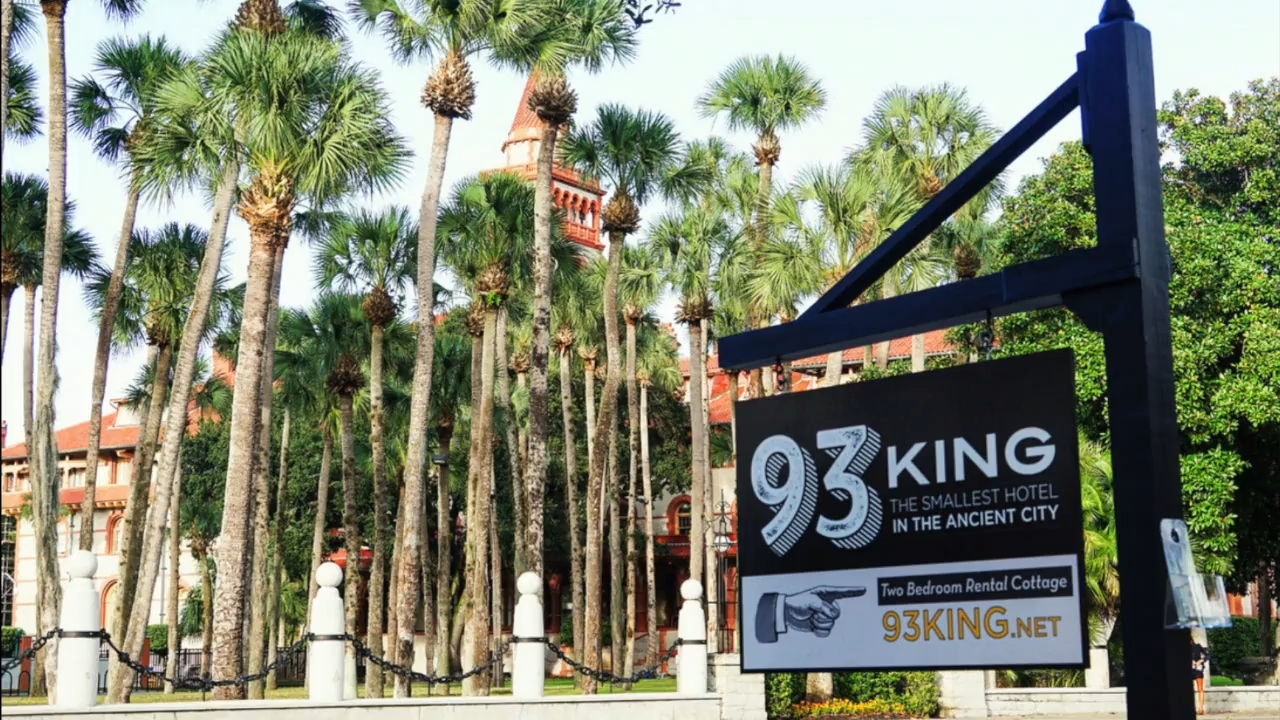 93 KING
THE SMALLEST HOTEL
IN THE ANCIENT CITY
Two Bedroom Rental Cottage
93KING.NET